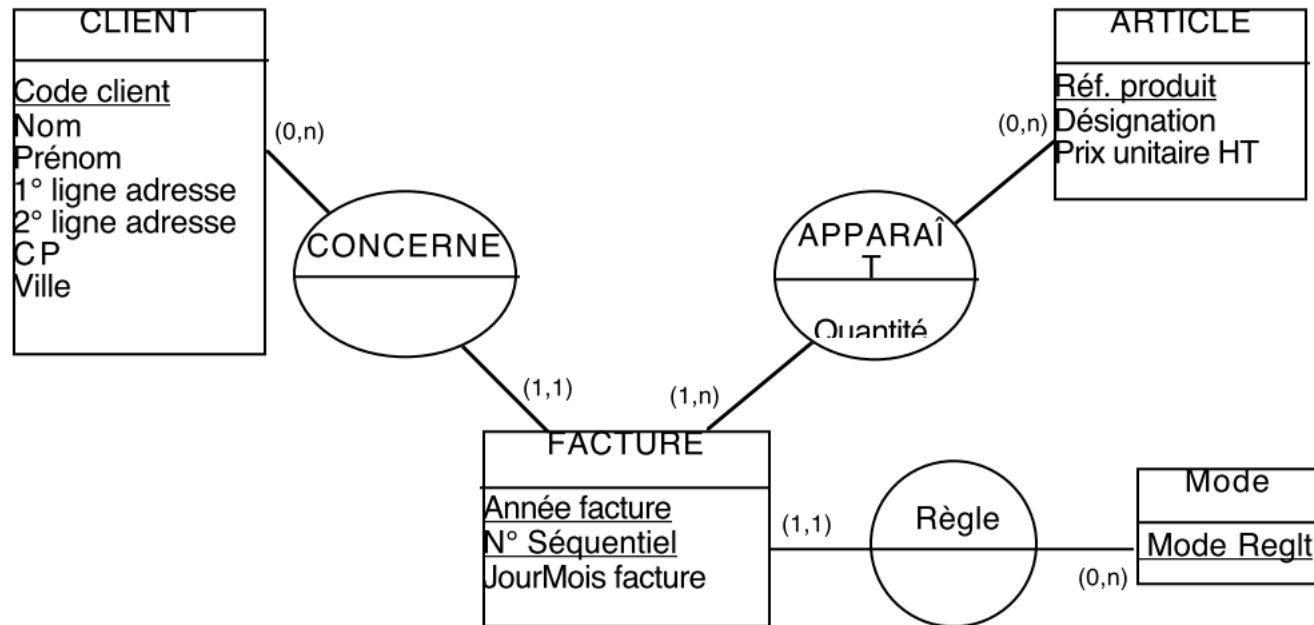 CLIENT
Code client
Nom
Prénom
1° ligne adresse
2° ligne adresse
CP
Ville
(0,n)
CONCERNE
(1,1)
ARTICLE
Réf. produit
Désignation
Prix unitaire HT
(0,n)
APPARAÎ
T
Quantité
(1,n)
FACTURE
Année facture
N° Séquentiel
JourMois facture
(1,1)
Règle
(0,n)
Mode
Mode Reglt